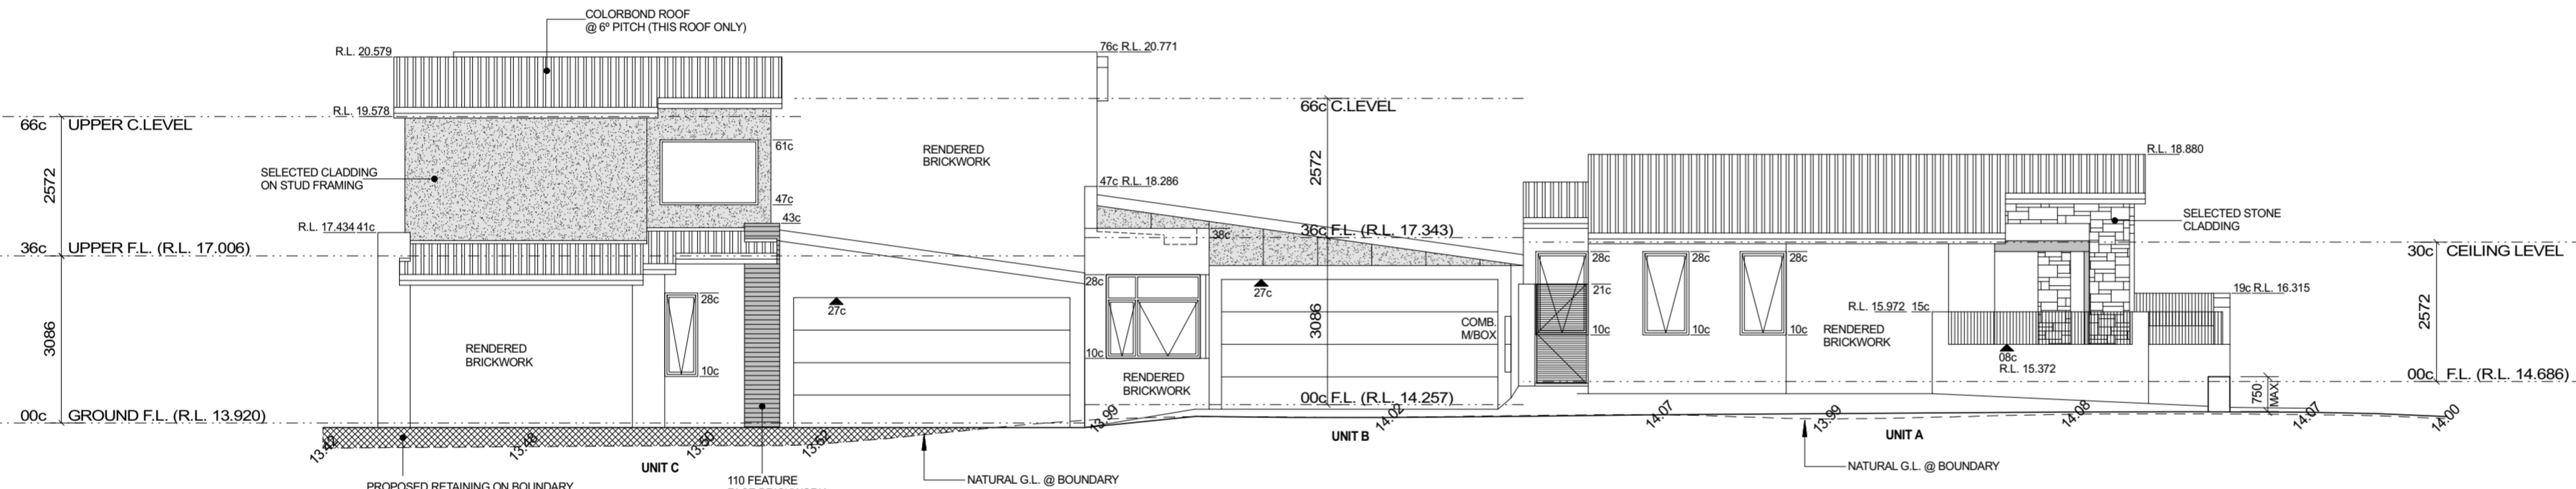 COLORBOND ROOF
@ 6º PITCH (THIS ROOF ONLY)
R.L. 20.579
76c R.L. 20.771
R.L. 19.578
66c UPPER C.LEVEL
66c C.LEVEL
2572
SELECTED CLADDING
ON STUD FRAMING
61c
47c
43c
RENDERED
BRICKWORK
47c R.L. 18.286
2572
R.L. 18.880
SELECTED STONE
CLADDING
R.L. 17.434 41c
36c UPPER F.L. (R.L. 17.006)
38c
36c F.L. (R.L. 17.343)
30c CEILING LEVEL
3086
RENDERED
BRICKWORK
28c
10c
27c
28c
10c
RENDERED
BRICKWORK
27c
3086
COMB.
M/BOX
28c
21c
10c
28c
10c
28c
10c
R.L. 15.972 15c
RENDERED
BRICKWORK
08c
R.L. 15.372
19c R.L. 16.315
2572
750
MAX
00c GROUND F.L. (R.L. 13.920)
00c F.L. (R.L. 14.257)
00c F.L. (R.L. 14.686)
13.42
13.48
13.50
13.52
13.99
14.02
14.07
13.99
14.08
14.07
14.00
UNIT C
UNIT B
UNIT A
PROPOSED RETAINING ON BOUNDARY
110 FEATURE
NATURAL G.L. @ BOUNDARY
NATURAL G.L. @ BOUNDARY